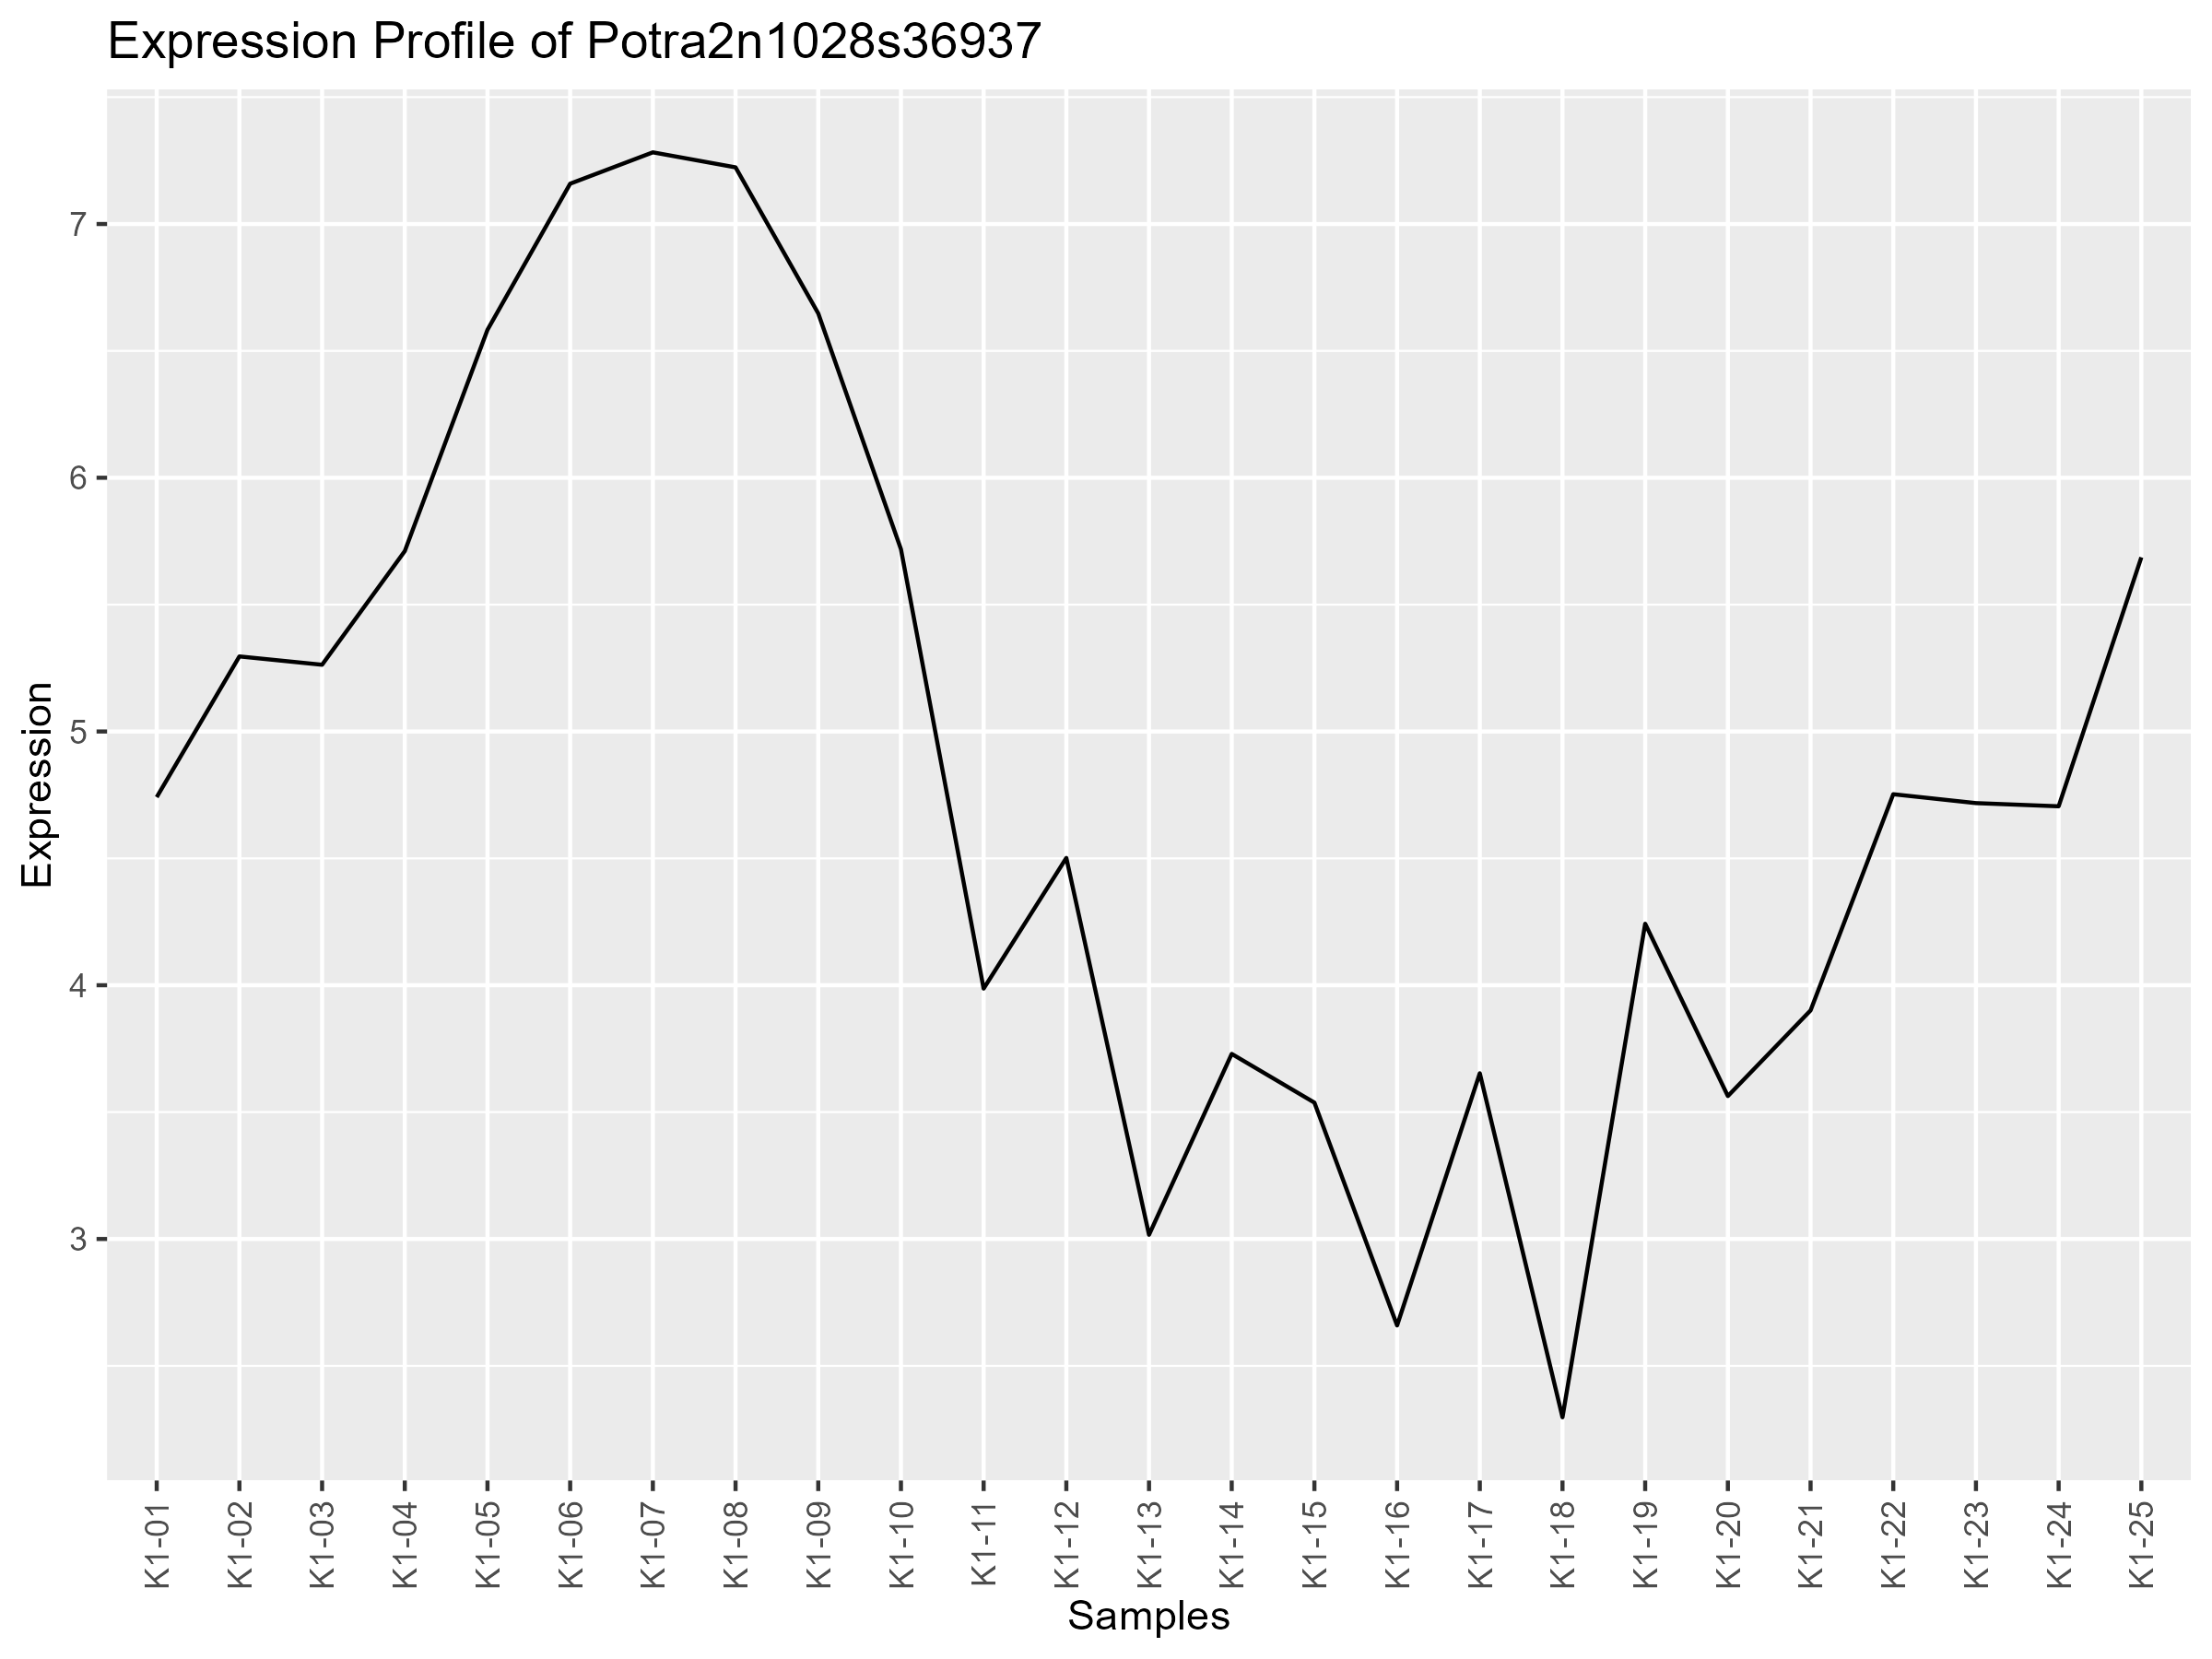 Expression Profile of Potra2n1028s36937
Expression
7
6
5
4
3
K1-01
K1-02
K1-03
K1-04
K1-05
K1-06
K1-07
K1-08
K1-09
K1-10
K1-11
K1-12
K1-13
K1-14
K1-15
K1-16
K1-17
K1-18
K1-19
K1-20
K1-21
K1-22
K1-23
K1-24
K1-25
Samples